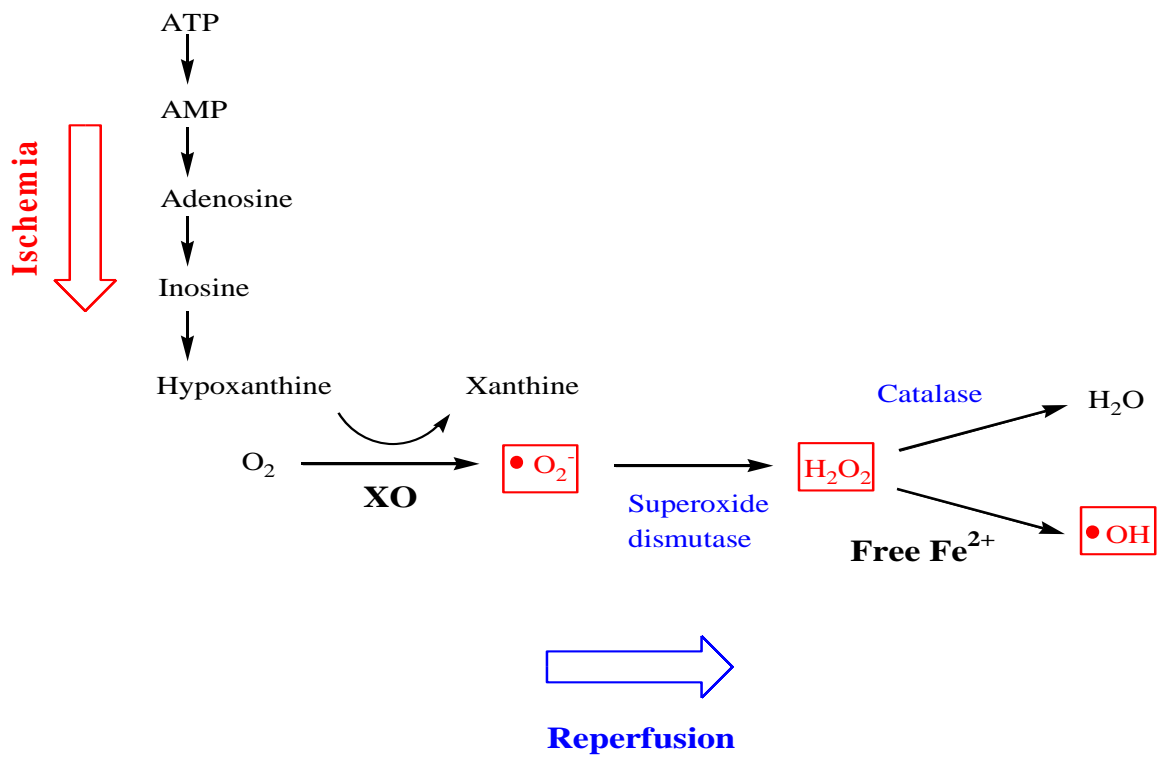 ATP
AMP
Ischemia
Adenosine
Inosine
Hypoxanthine
Xanthine
Catalase
H₂O
O₂
XO
• O₂⁻
Superoxide
dismutase
H₂O₂
Free Fe²⁺
• OH
Reperfusion